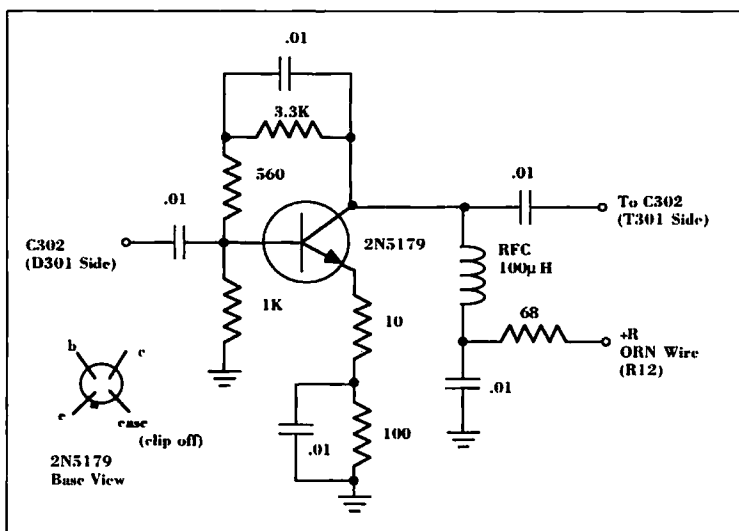 .01
3.3K
560
.01
.01
C302
(D301 Side)
To C302
(T301 Side)
2N5179
RFC
100µH
1K
10
68
+R
ORN Wire
(R12)
b
c
e
case
(clip off)
.01
.01
100
2N5179
Base View